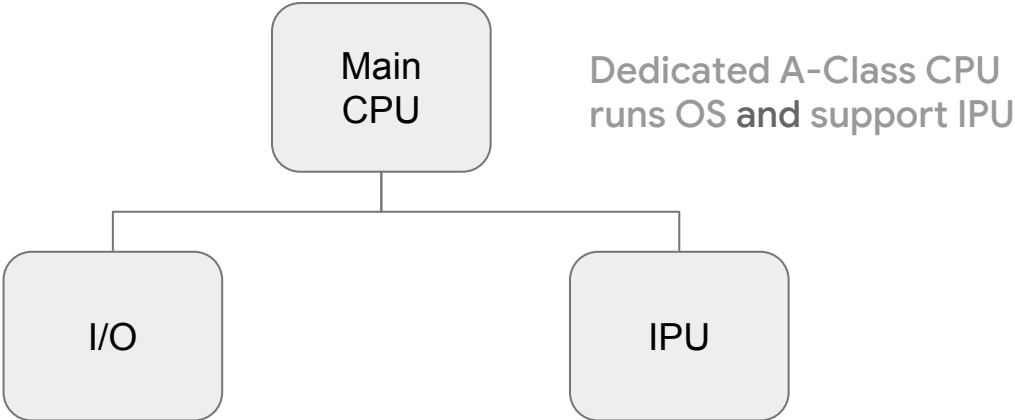 Main
CPU
Dedicated A-Class CPU
runs OS and support IPU
I/O
IPU